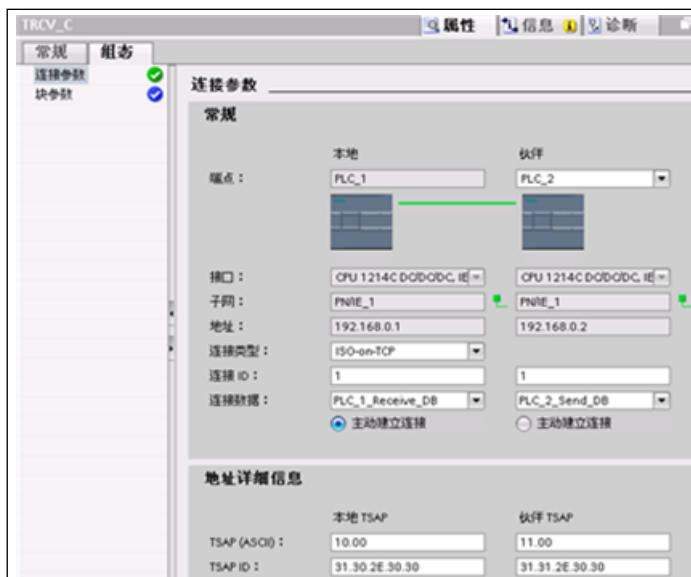 TRCV_C
属性 信息 诊断
常规 组态
连接参数
块参数
连接参数
常规
本地 伙伴
端点： PLC_1 PLC_2
接口： CPU 1214C DC/DC/DC, IE CPU 1214C DC/DC/DC, IE
子网： PN/IE_1 PN/IE_1
地址： 192.168.0.1 192.168.0.2
连接类型： ISO-on-TCP
连接 ID： 1 1
连接数据： PLC_1_Receive_DB PLC_2_Send_DB
主动建立连接 主动建立连接
地址详细信息
本地 TSAP 伙伴 TSAP
TSAP (ASCII)： 10.00 11.00
TSAP ID： 31.30.2E.30.30 31.31.2E.30.30